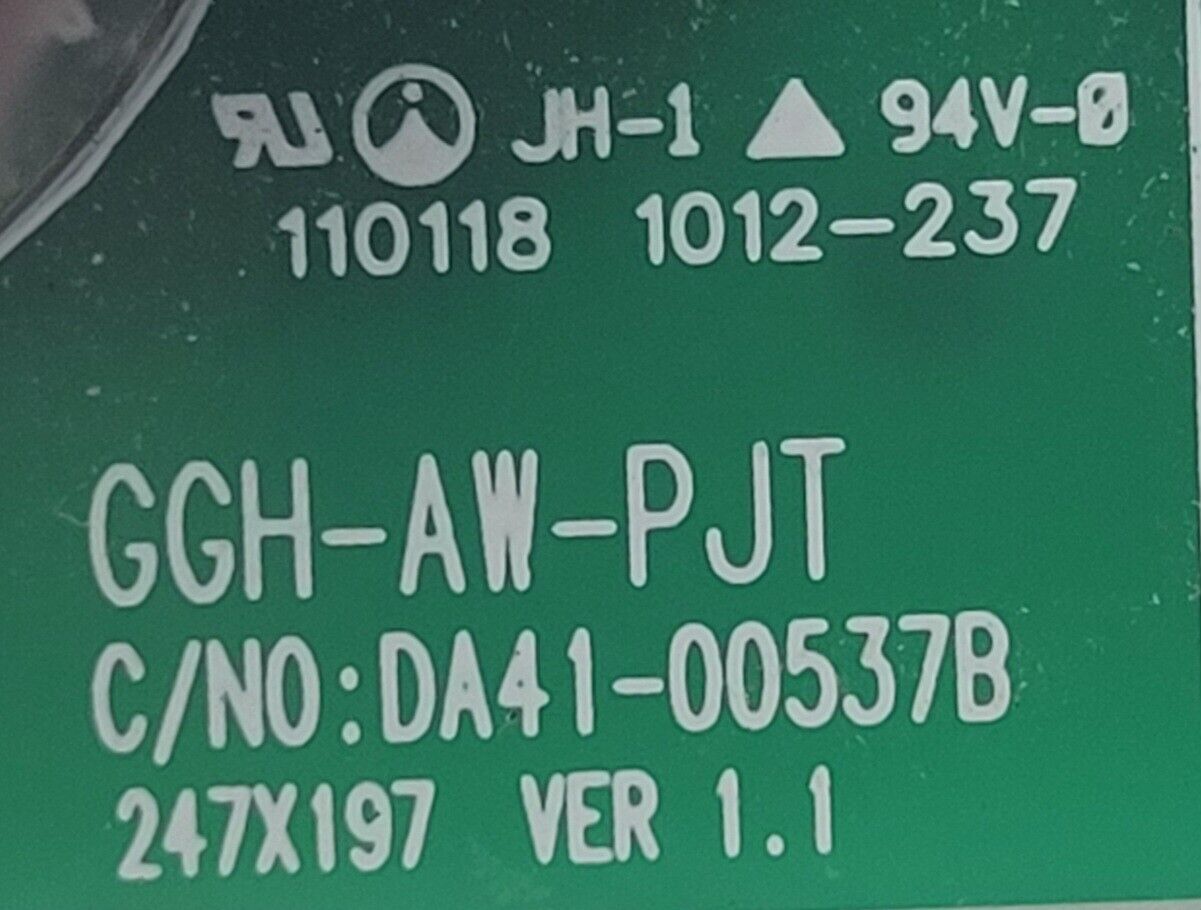 JH-1 ▲ 94V-0
110118 1012-237
GGH-AW-PJT
C/NO:DA41-00537B
247X197 VER 1.1